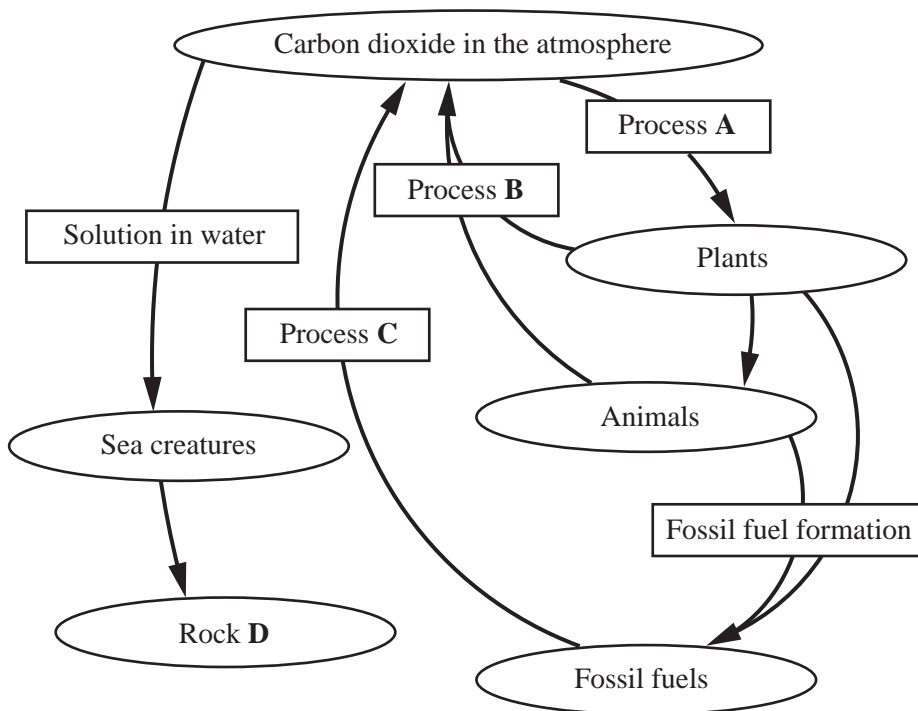 Carbon dioxide in the atmosphere
Process A
Process B
Solution in water
Plants
Process C
Animals
Sea creatures
Fossil fuel formation
Rock D
Fossil fuels